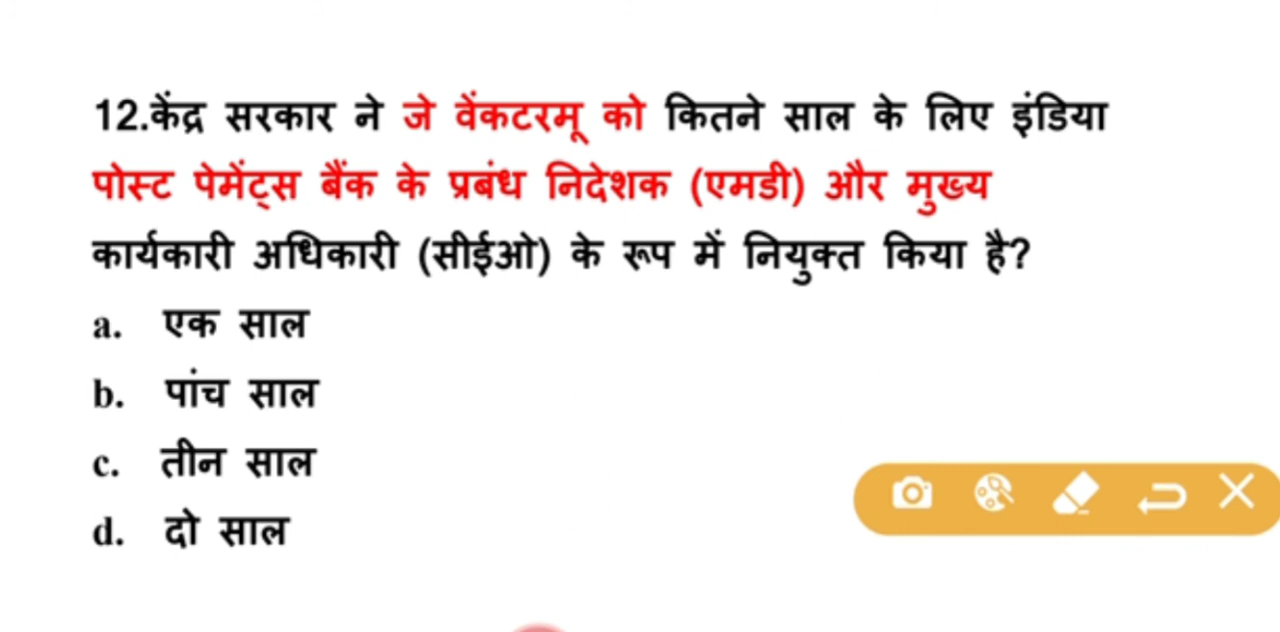 12.केंद्र सरकार ने जे वेंकटरमू को कितने साल के लिए इंडिया
पोस्ट पेमेंट्स बैंक के प्रबंध निदेशक (एमडी) और मुख्य
कार्यकारी अधिकारी (सीईओ) के रूप में नियुक्त किया है?
a. एक साल
b. पांच साल
c. तीन साल
d. दो साल